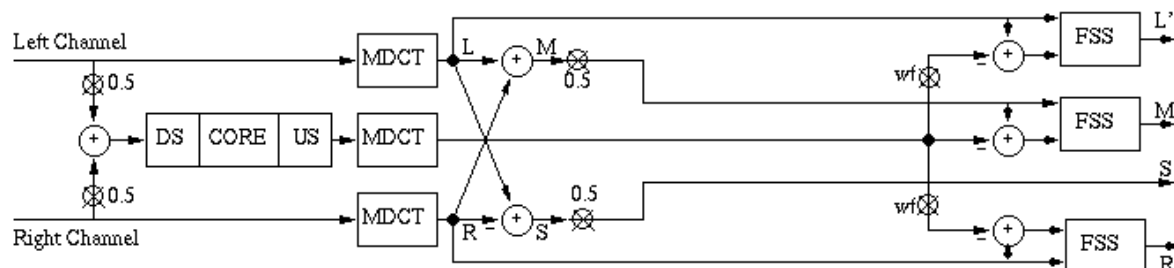 L'
FSS
Left Channel
MDCT
L
M
0.5
wf
0.5
DS
CORE
US
MDCT
FSS
M
0.5
0.5
S
wf
MDCT
R
S
Right Channel
FSS
R